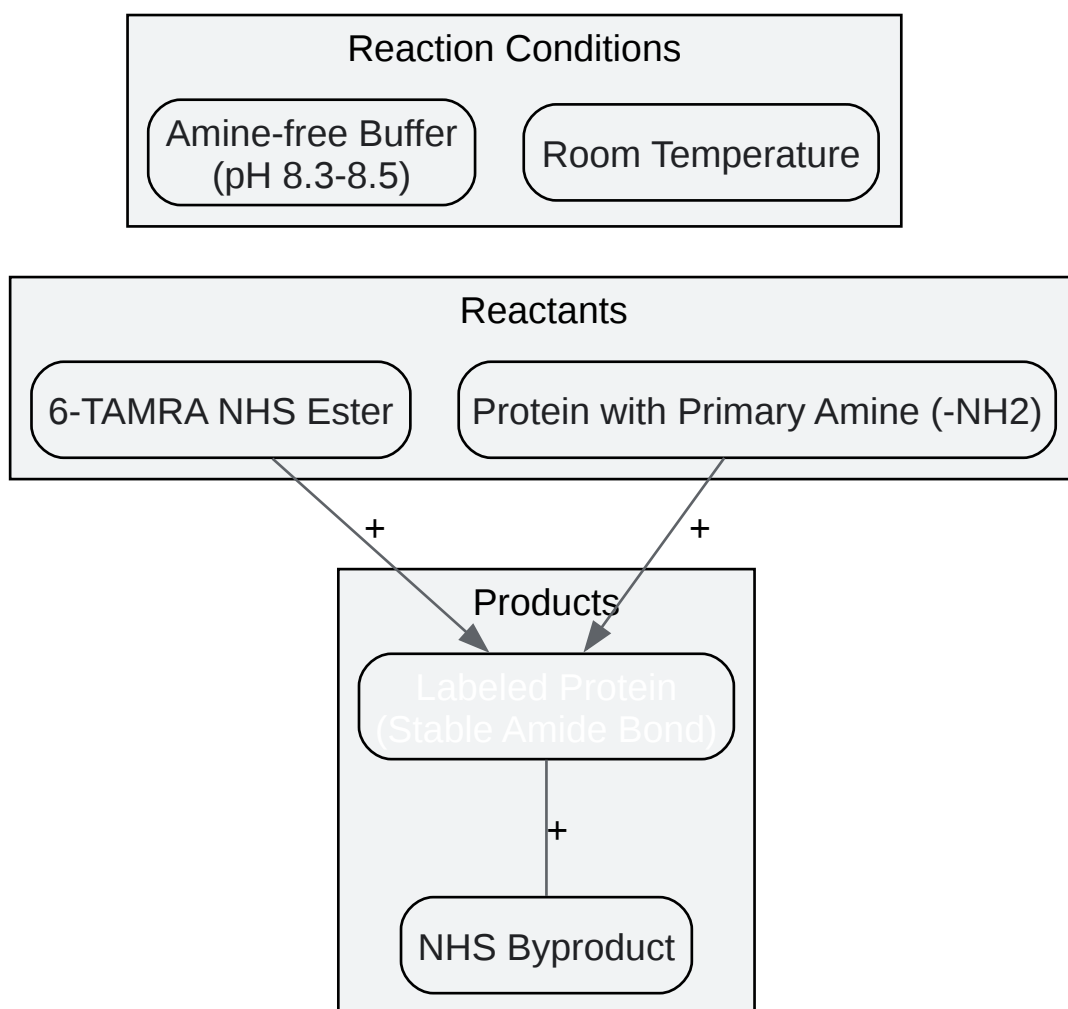 Reaction Conditions
Amine-free Buffer
(pH 8.3-8.5)
Room Temperature
Reactants
6-TAMRA NHS Ester
Protein with Primary Amine (-NH2)
+
+
Products
Labeled Protein
(Stable Amide Bond)
+
NHS Byproduct